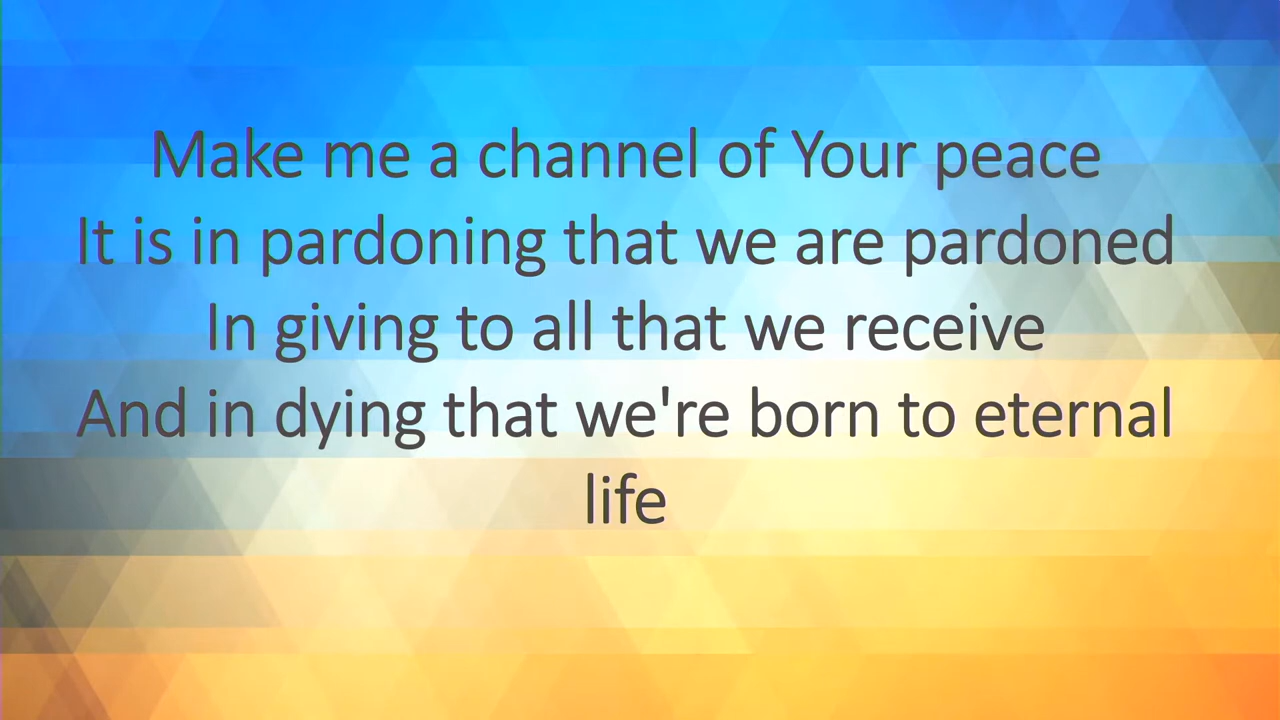 Make me a channel of Your peace
It is in pardoning that we are pardoned
In giving to all that we receive
And in dying that we're born to eternal
life